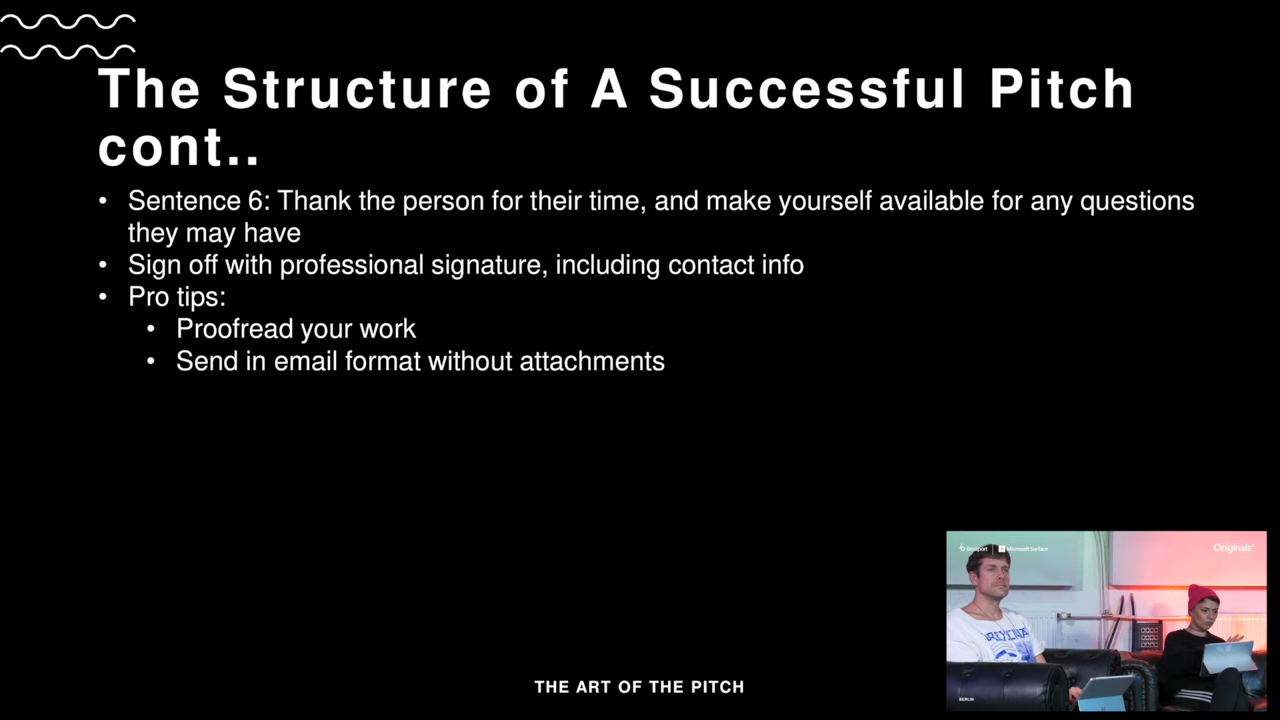 The Structure of A Successful Pitch
cont..
• Sentence 6: Thank the person for their time, and make yourself available for any questions
they may have
• Sign off with professional signature, including contact info
• Pro tips:
• Proofread your work
• Send in email format without attachments
Beatport | Microsoft Surface
Originals
BERLIN
THE ART OF THE PITCH